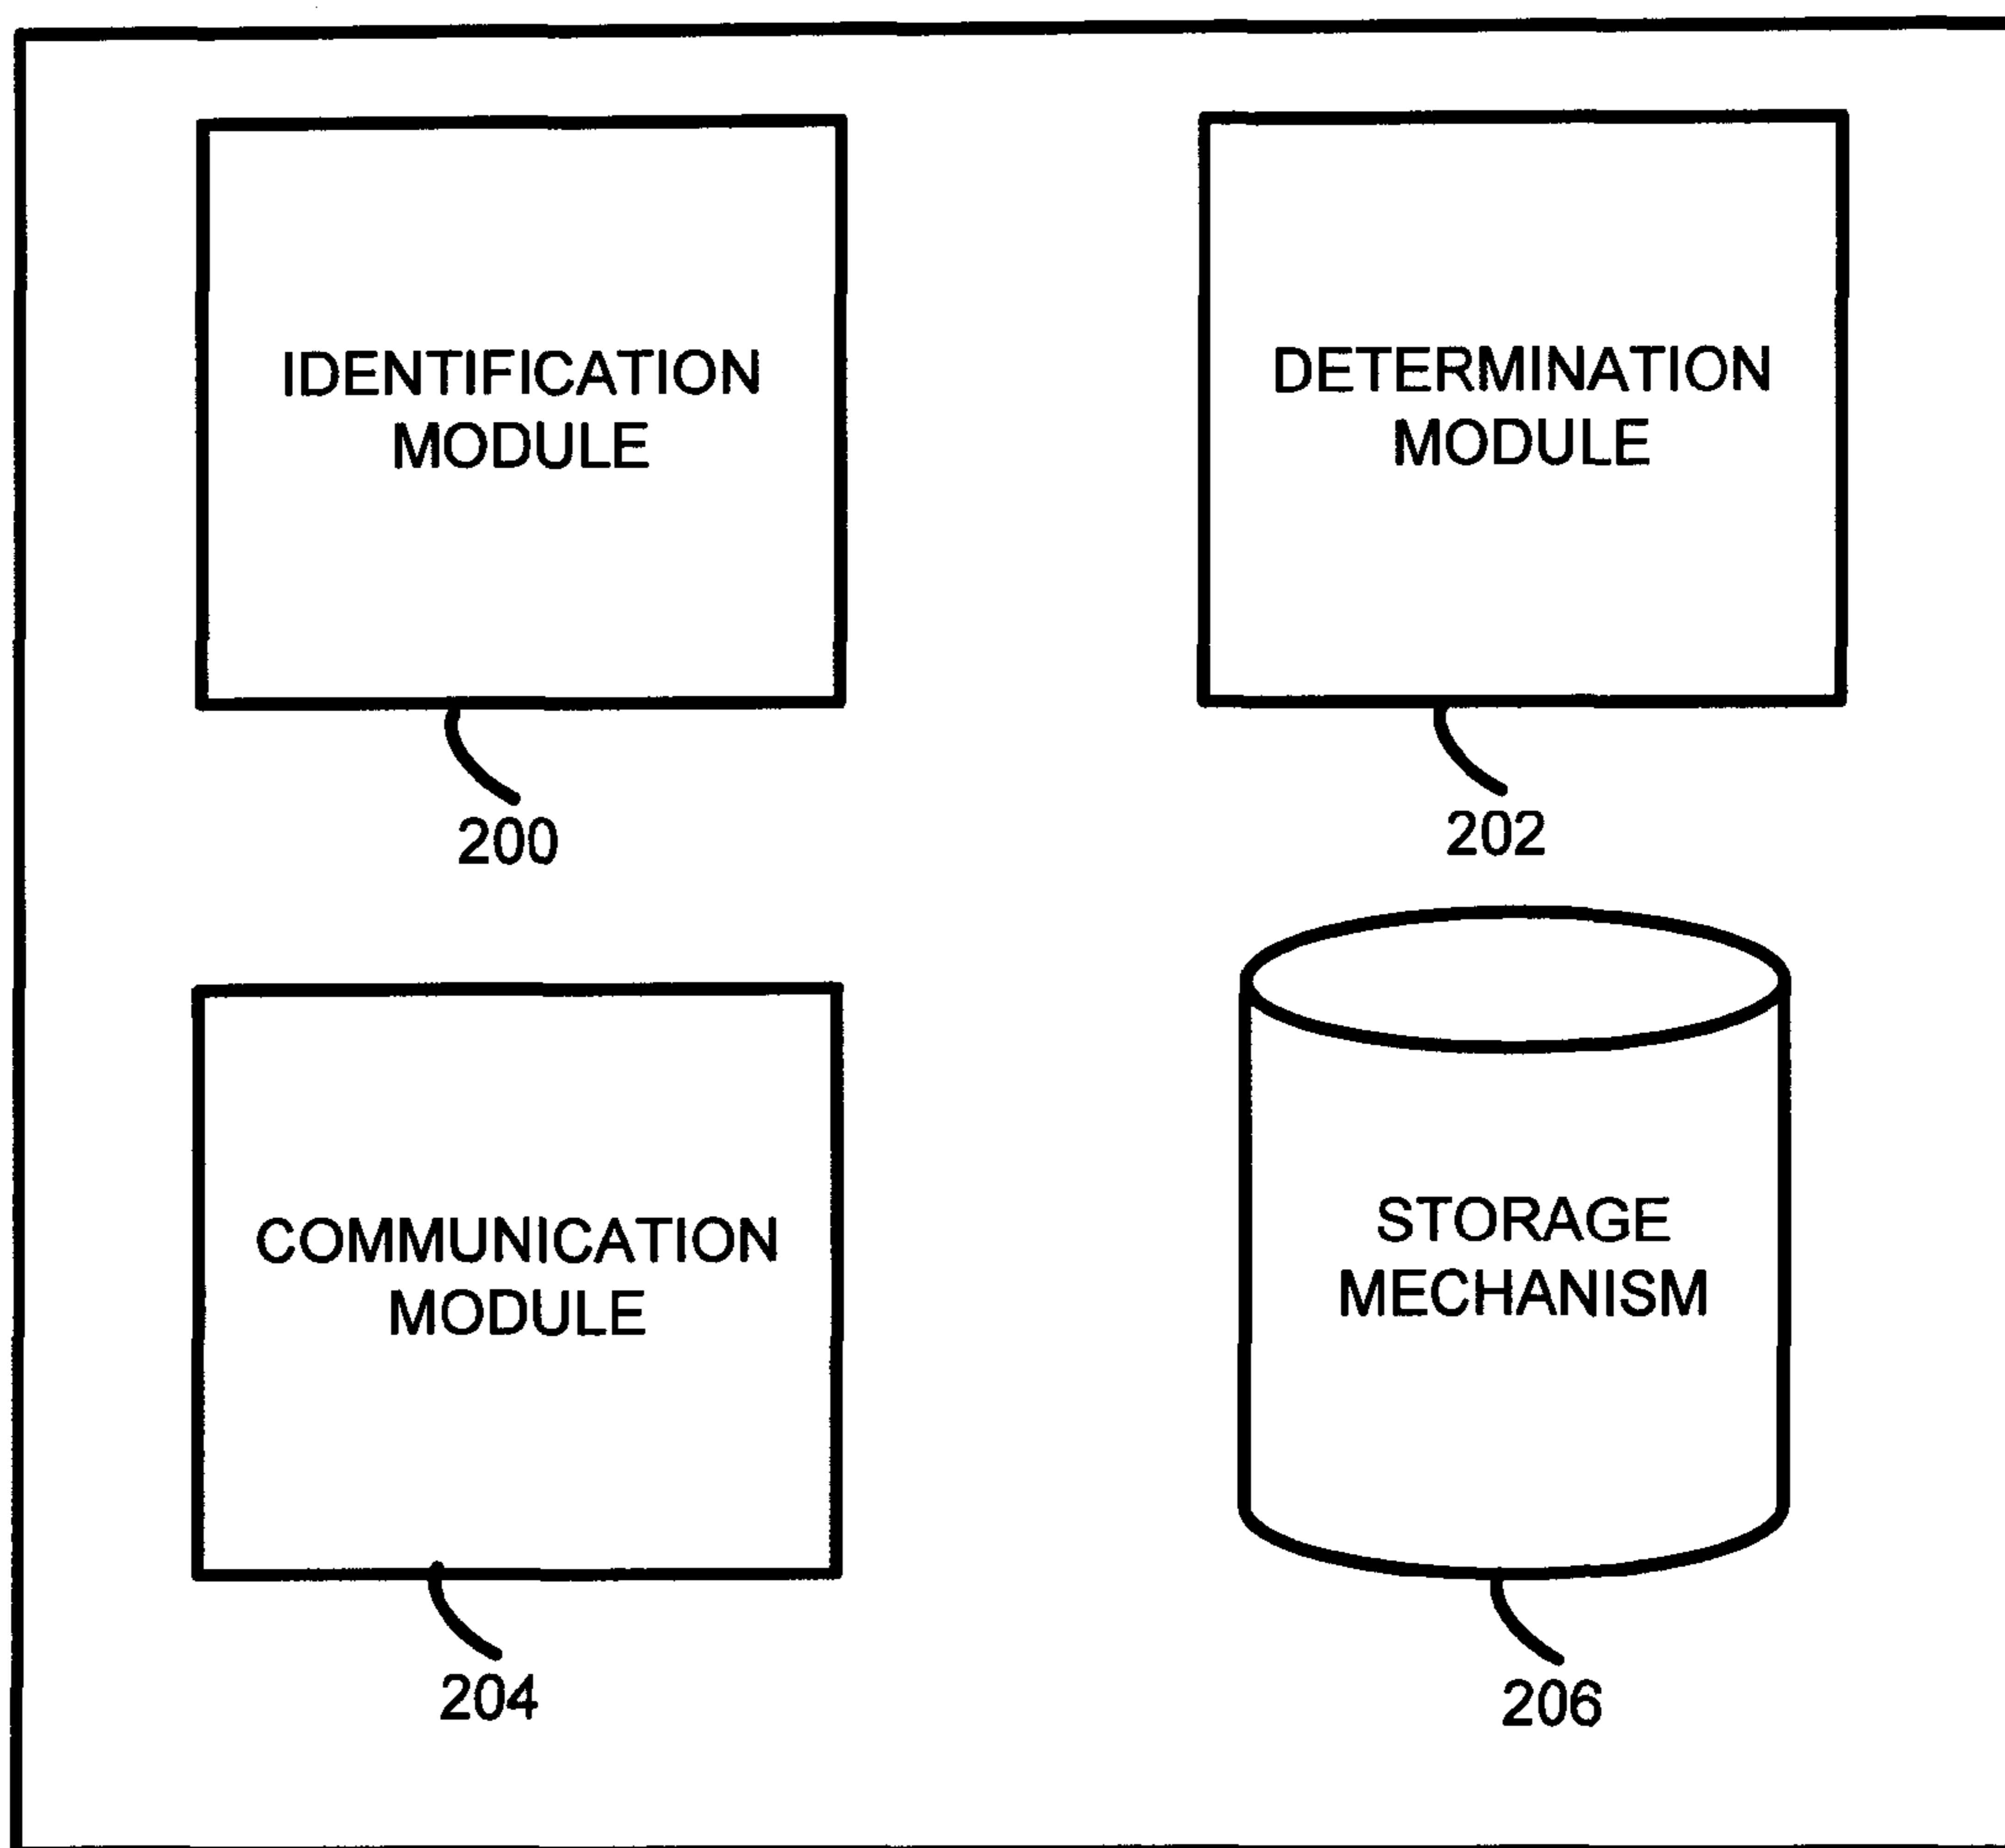 IDENTIFICATION
MODULE
200
DETERMINATION
MODULE
202
COMMUNICATION
MODULE
204
STORAGE
MECHANISM
206